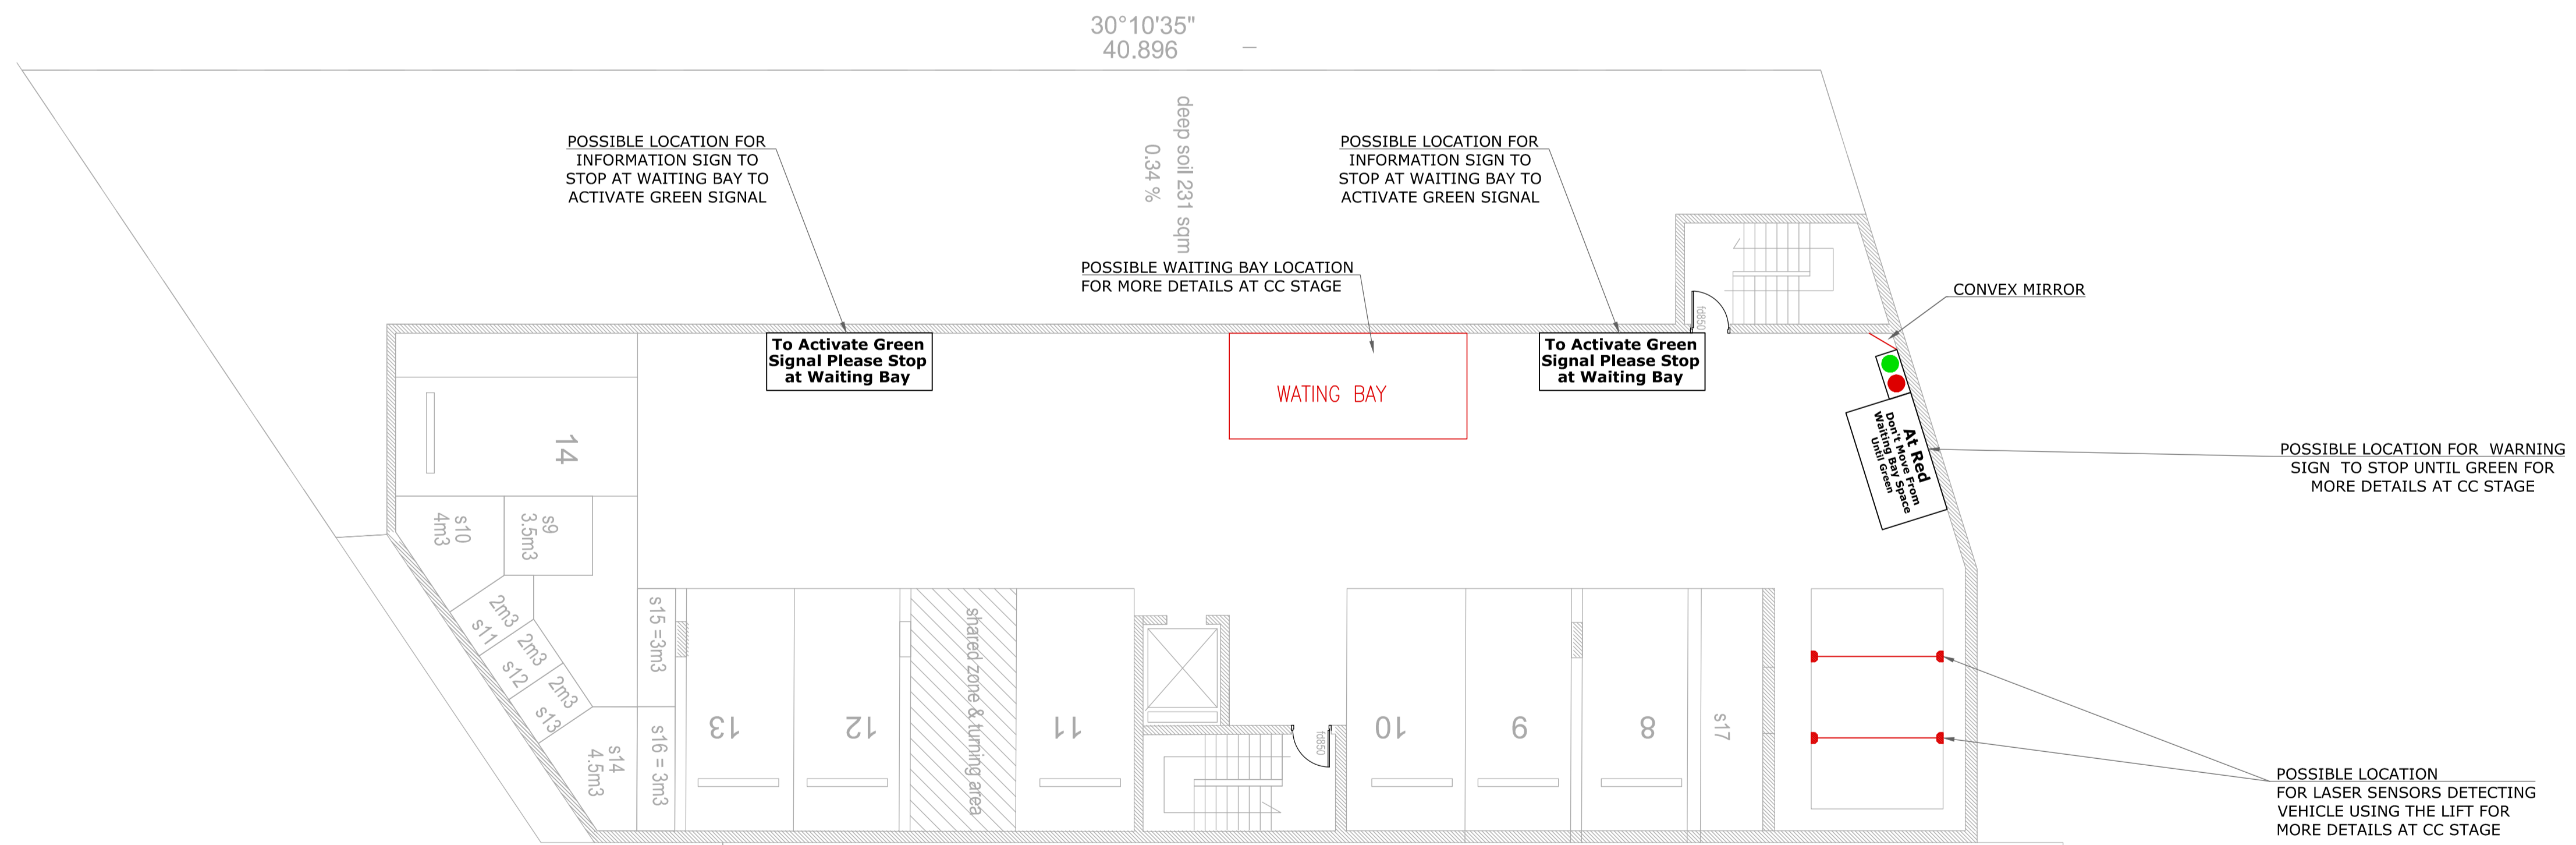 30°10'35"
40.896
deep soil 231 sqm
0.34 %
POSSIBLE LOCATION FOR
INFORMATION SIGN TO
STOP AT WAITING BAY TO
ACTIVATE GREEN SIGNAL
POSSIBLE LOCATION FOR
INFORMATION SIGN TO
STOP AT WAITING BAY TO
ACTIVATE GREEN SIGNAL
POSSIBLE WAITING BAY LOCATION
FOR MORE DETAILS AT CC STAGE
CONVEX MIRROR
fd850
To Activate Green
Signal Please Stop
at Waiting Bay
WATING BAY
To Activate Green
Signal Please Stop
at Waiting Bay
At Red
Don't Move From
Waiting Bay Space
Until Green
POSSIBLE LOCATION FOR WARNING
SIGN TO STOP UNTIL GREEN FOR
MORE DETAILS AT CC STAGE
14
s10
4m3
s9
3.5m3
2m3
s11
2m3
s12
2m3
s13
s14
4.5m3
s15 =3m3
s16 = 3m3
13
12
shared zone & turning area
11
fd850
10
9
8
s17
POSSIBLE LOCATION
FOR LASER SENSORS DETECTING
VEHICLE USING THE LIFT FOR
MORE DETAILS AT CC STAGE